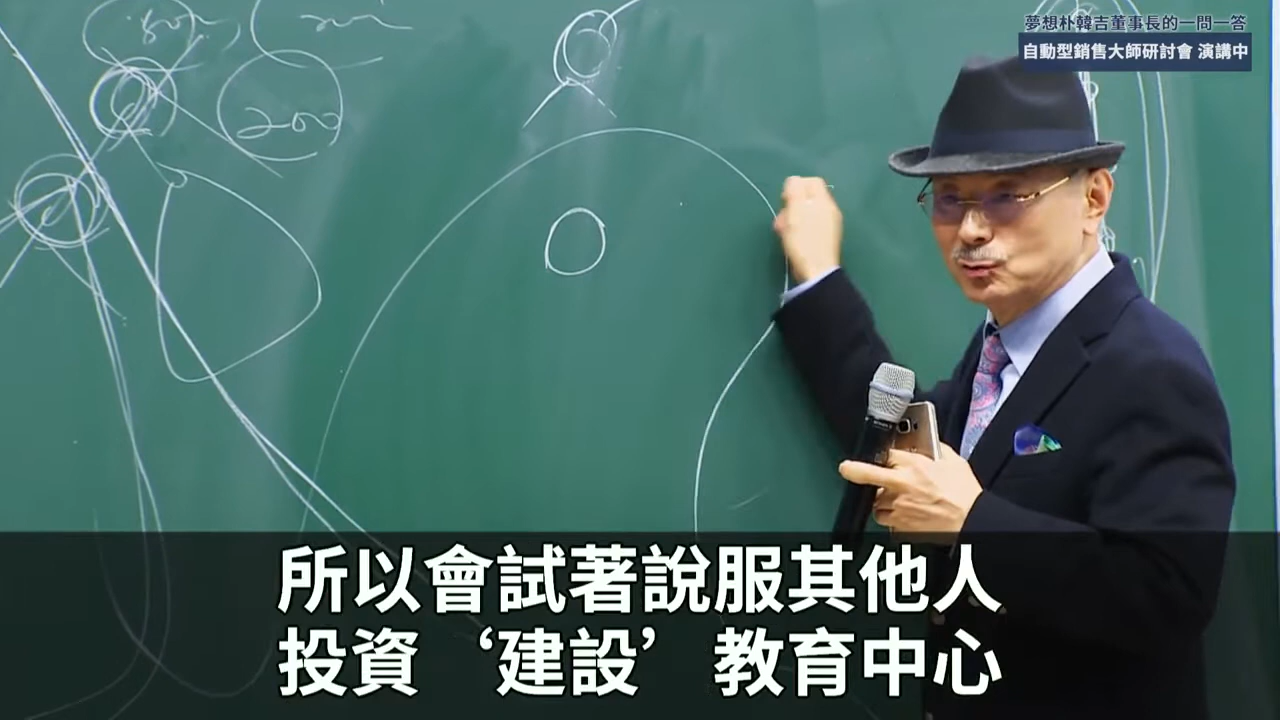 夢想朴韓吉董事長的一問一答
自動型銷售大師研討會 演講中
200
所以會試著說服其他人
投資‘建設’教育中心